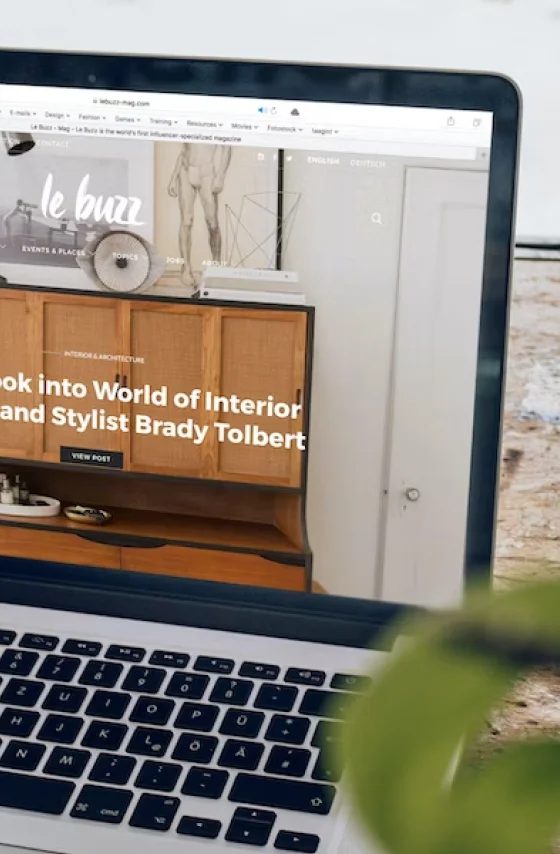 lebuzz-mag.com
E-mails Design Fashion Games Training Resources Movies Fotostock
Le Buzz - Mag - Le Buzz is the world's first influencer-specialized magazine
CONTACT
ENGLISH DEUTSCH
le buzz
EVENTS & PLACES TOPICS JOBS ABOUT
INTERIOR & ARCHITECTURE
ok into World of Interior
and Stylist Brady Tolbert
VIEW POST
Z U I O P Ü
H J K L Ö Ä
N M
cmd